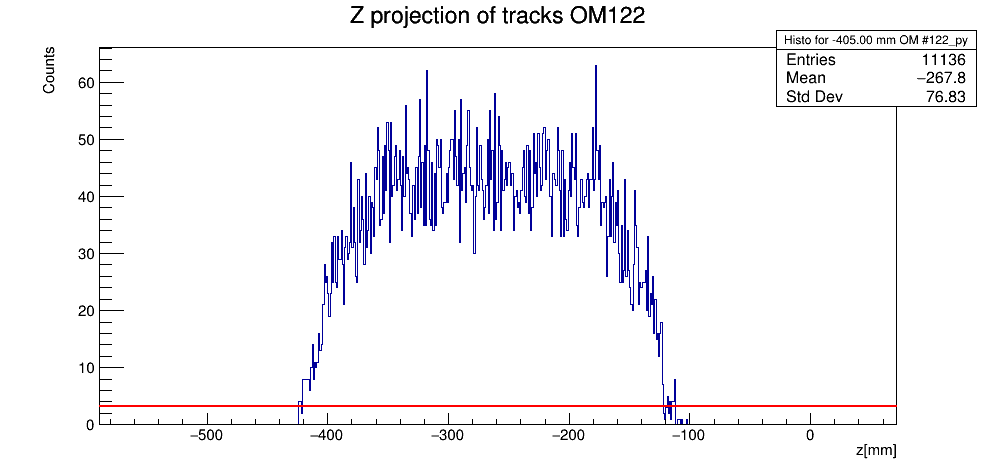 Z projection of tracks OM122
Histo for -405.00 mm OM #122_py
Entries 11136
Mean −267.8
Std Dev 76.83
Counts
60
50
40
30
20
10
0
−500 −400 −300 −200 −100 0
z[mm]